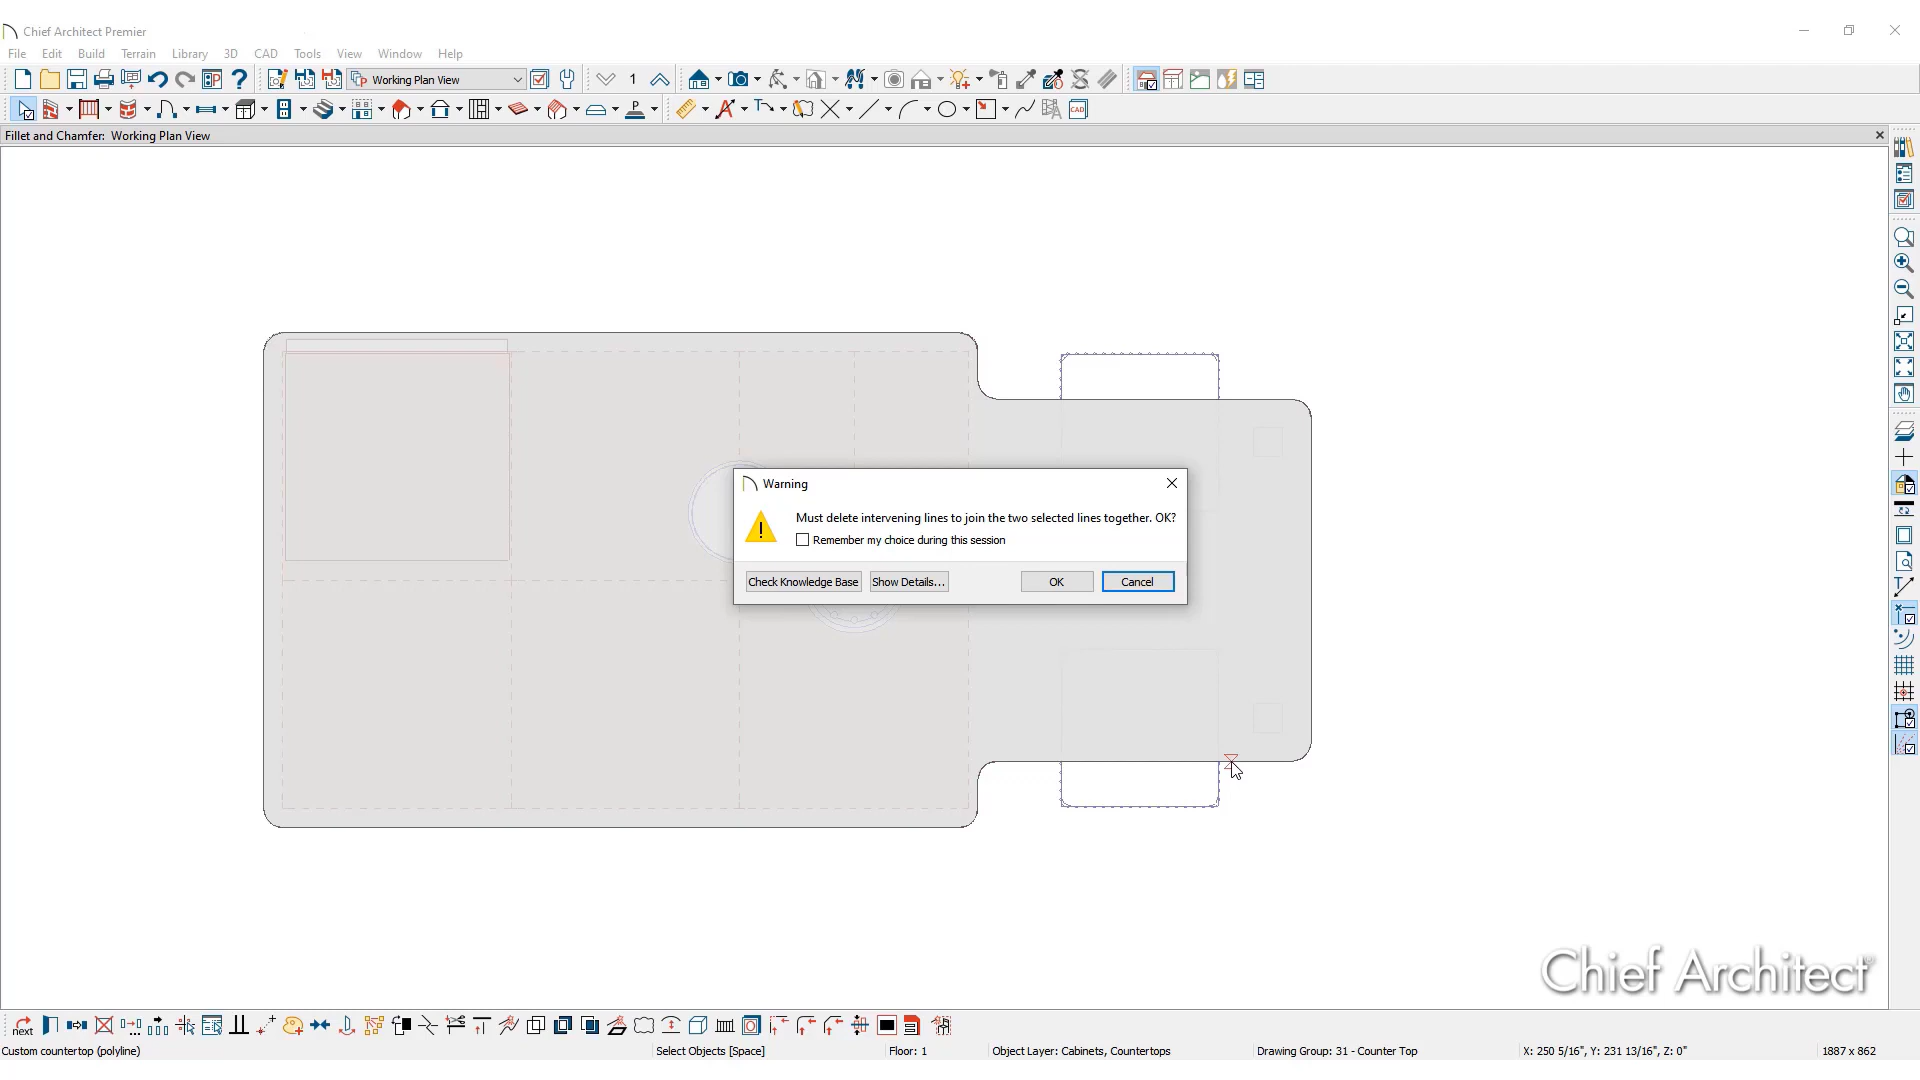 Chief Architect Premier
File Edit Build Terrain Library 3D CAD Tools View Window Help
Working Plan View
1
Fillet and Chamfer: Working Plan View
Warning
Must delete intervening lines to join the two selected lines together. OK?
Remember my choice during this session
Check Knowledge Base Show Details... OK Cancel
Chief Architect®
next
Custom countertop (polyline) Select Objects [Space] Floor: 1 Object Layer: Cabinets, Countertops Drawing Group: 31 - Counter Top X: 250 5/16", Y: 231 13/16", Z: 0" 1887 x 862